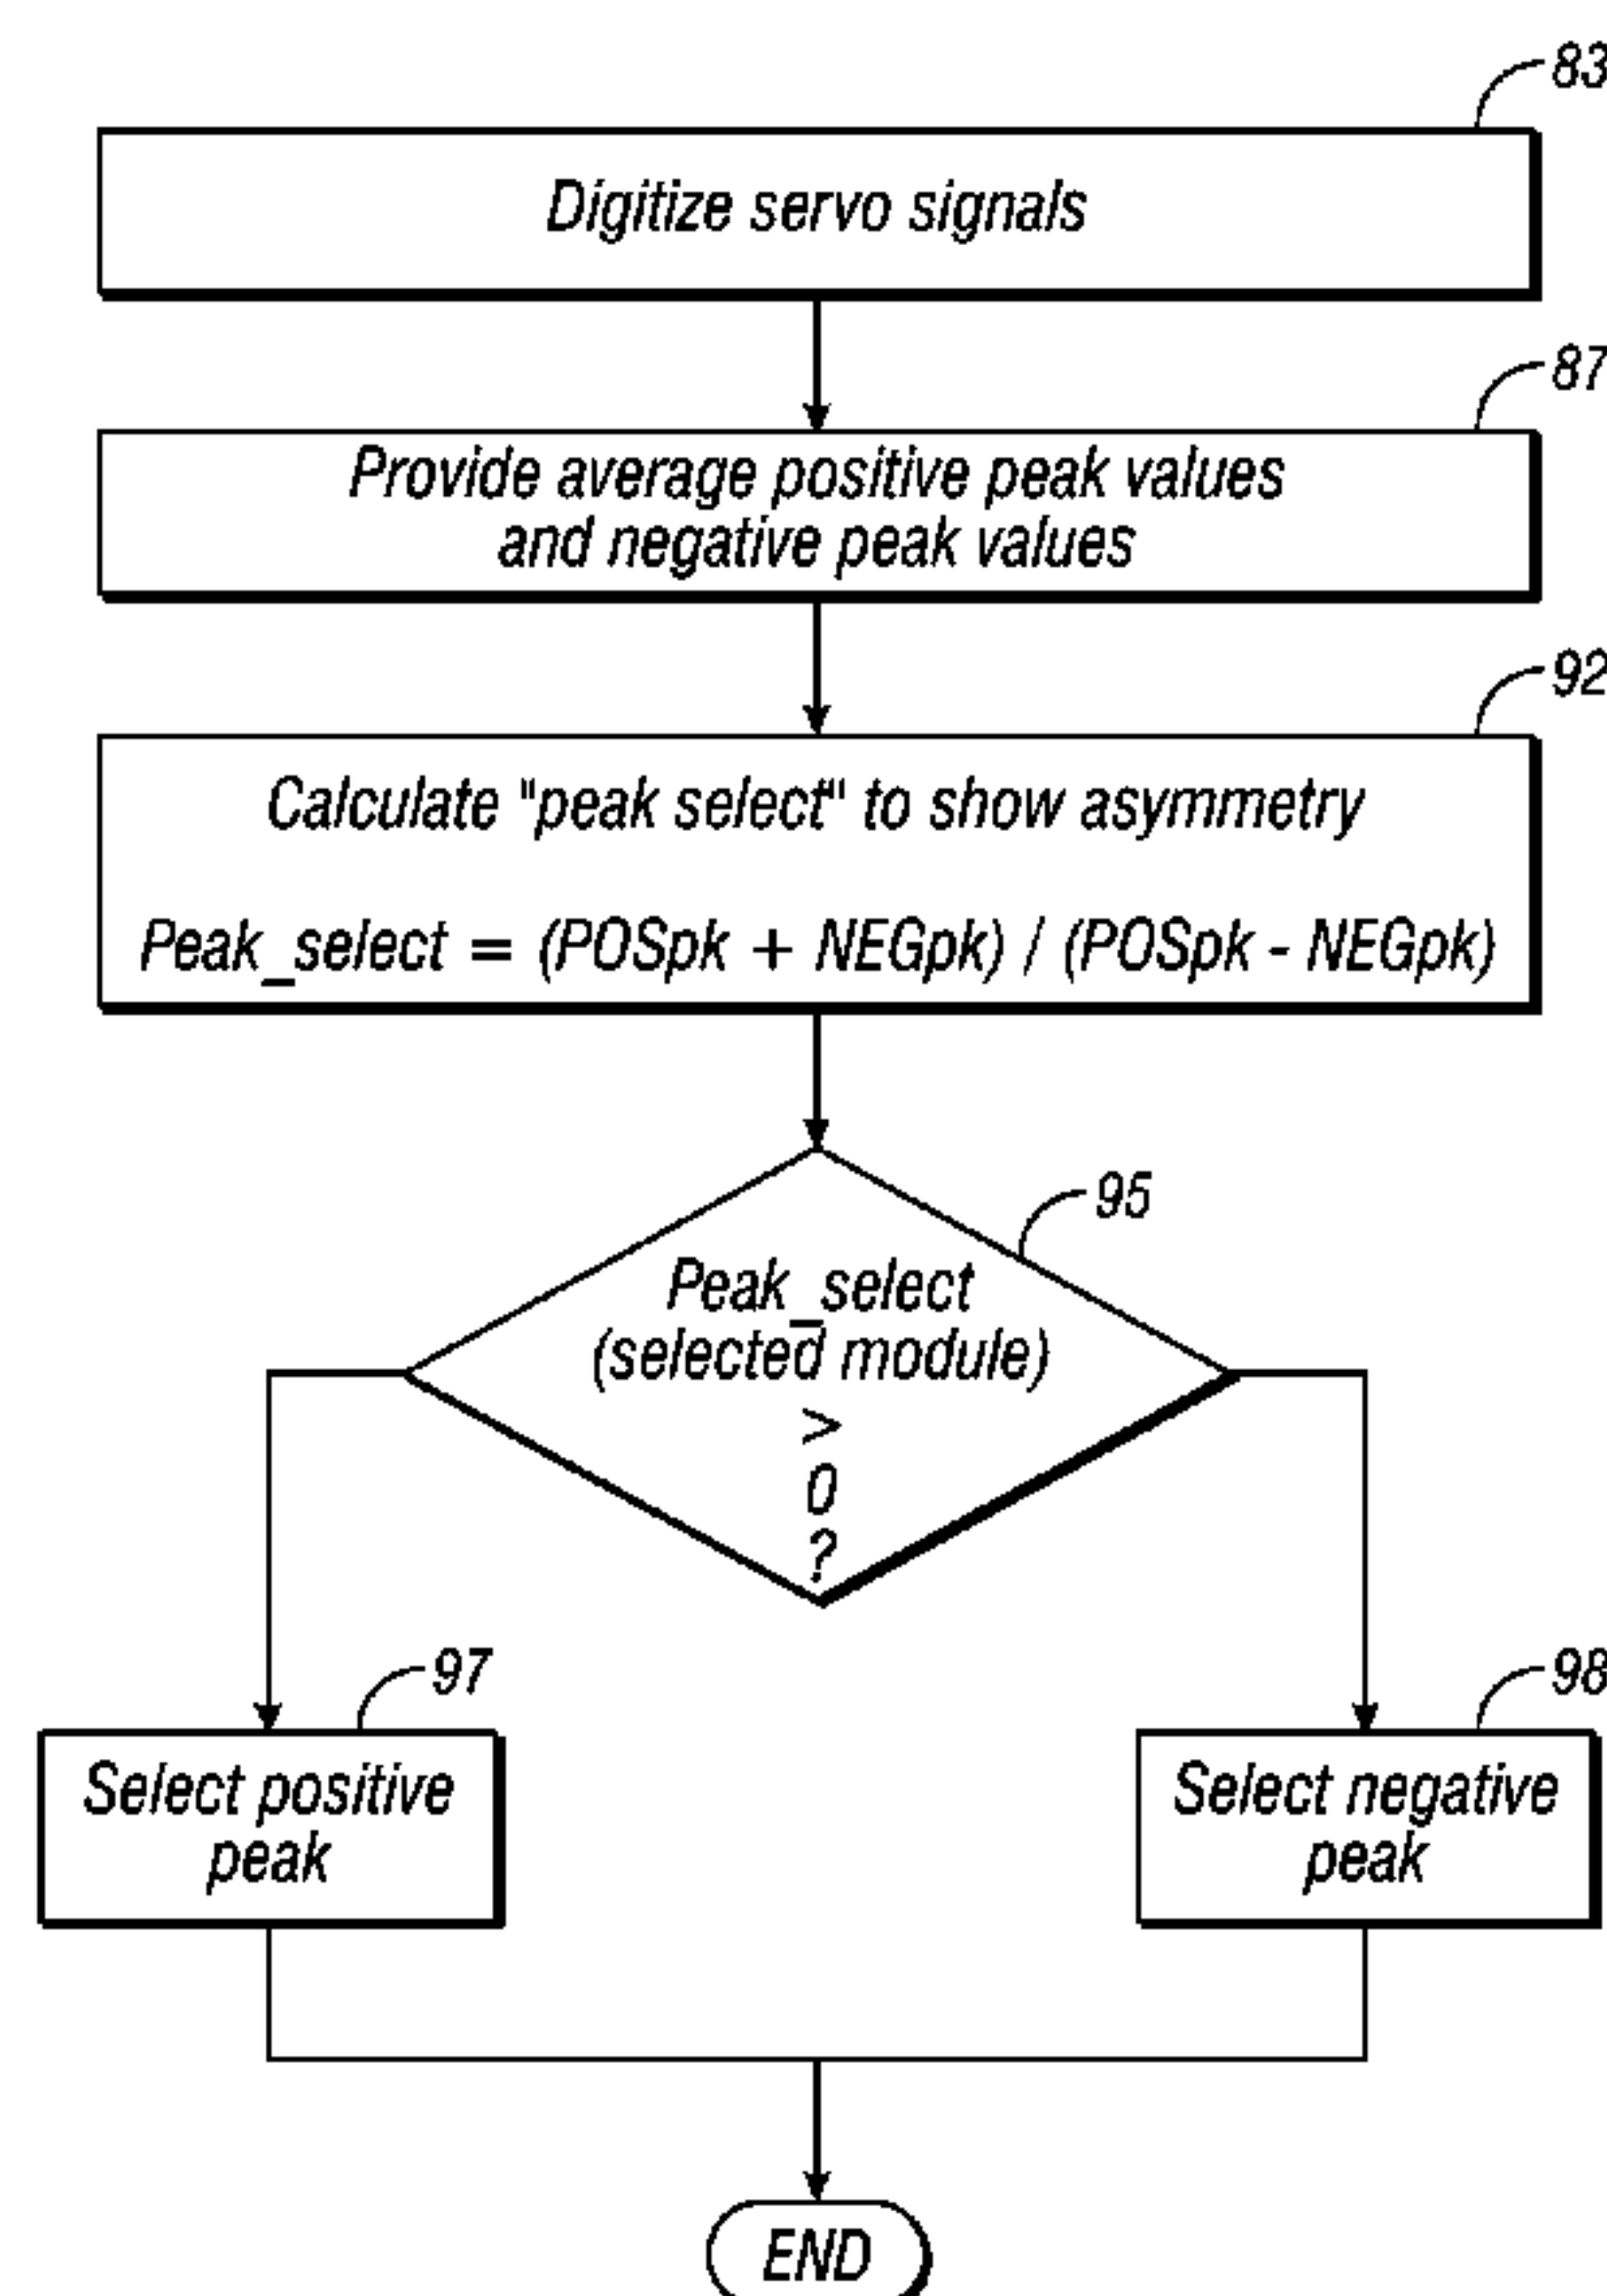 83
Digitize servo signals
87
Provide average positive peak values
and negative peak values
92
Calculate "peak select" to show asymmetry
Peak_select = (POSpk + NEGpk) / (POSpk - NEGpk)
95
Peak_select
(selected module)
>
0
?
97
98
Select positive
peak
Select negative
peak
END